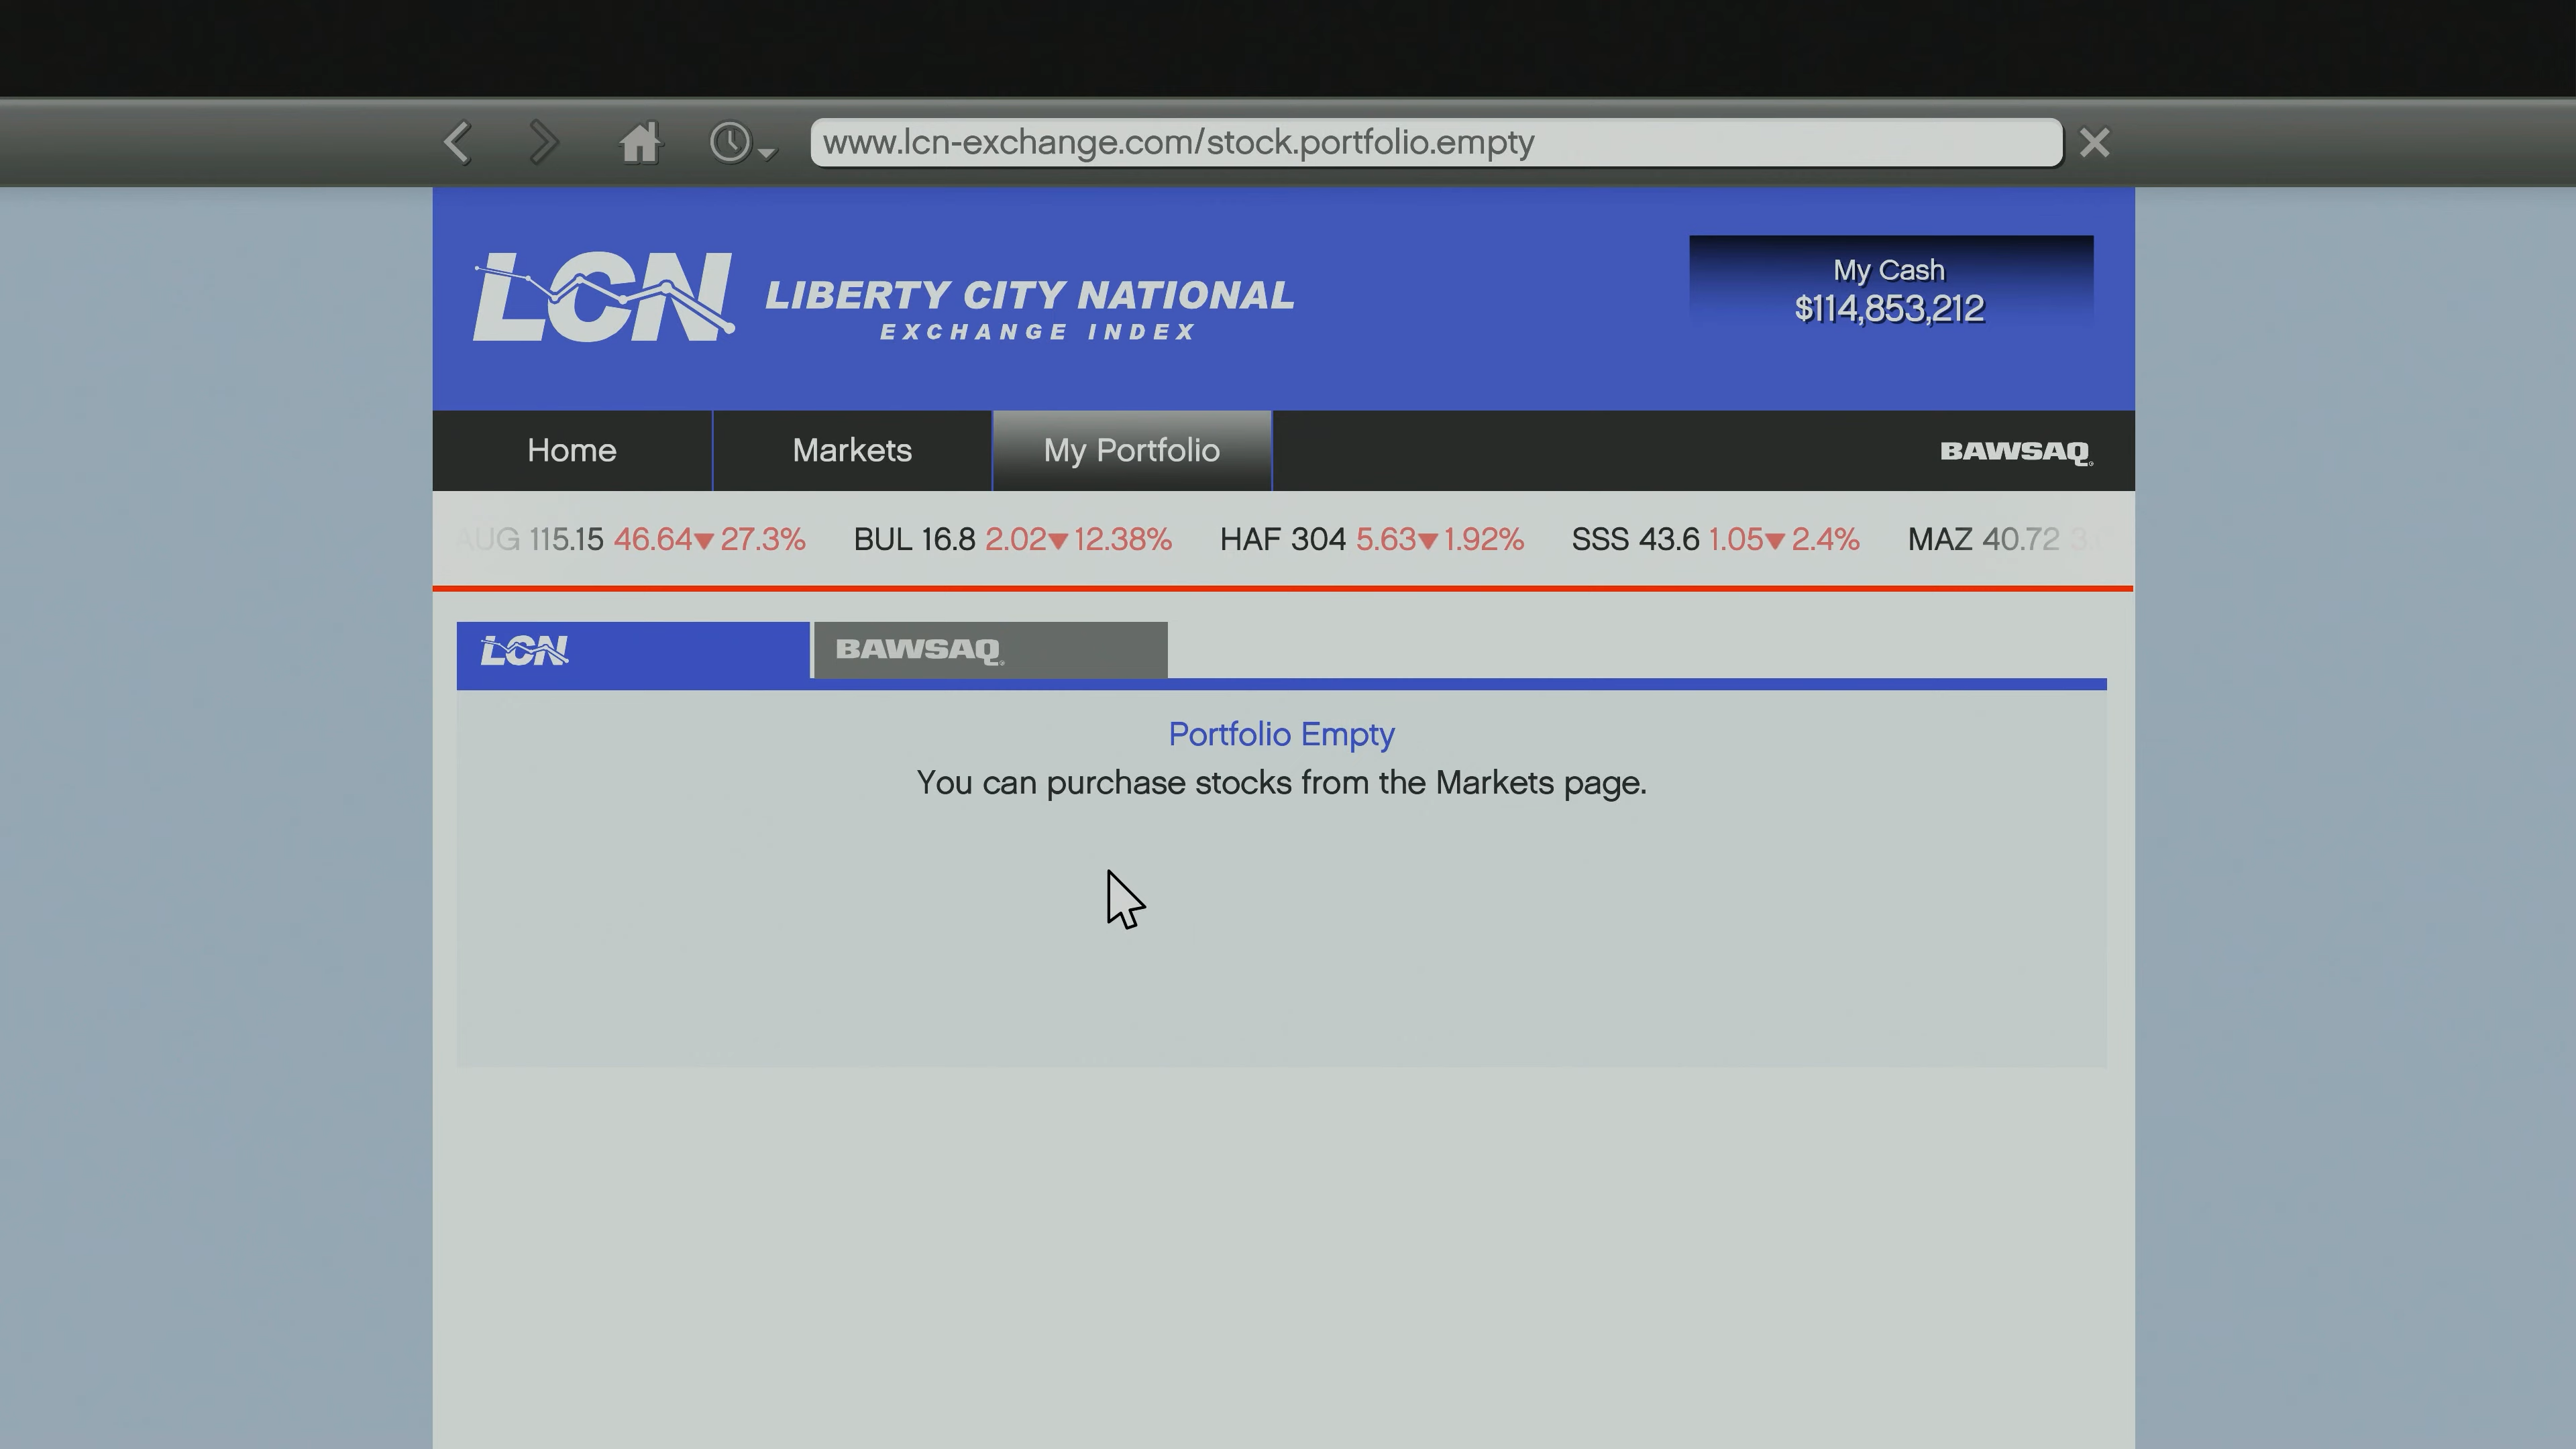 www.lcn-exchange.com/stock.portfolio.empty
LCN LIBERTY CITY NATIONAL
EXCHANGE INDEX
My Cash
$114,853,212
Home Markets My Portfolio BAWSAQ
AUG 115.15 46.64▼27.3% BUL 16.8 2.02▼12.38% HAF 304 5.63▼1.92% SSS 43.6 1.05▼2.4% MAZ 40.72
LCN BAWSAQ
Portfolio Empty
You can purchase stocks from the Markets page.